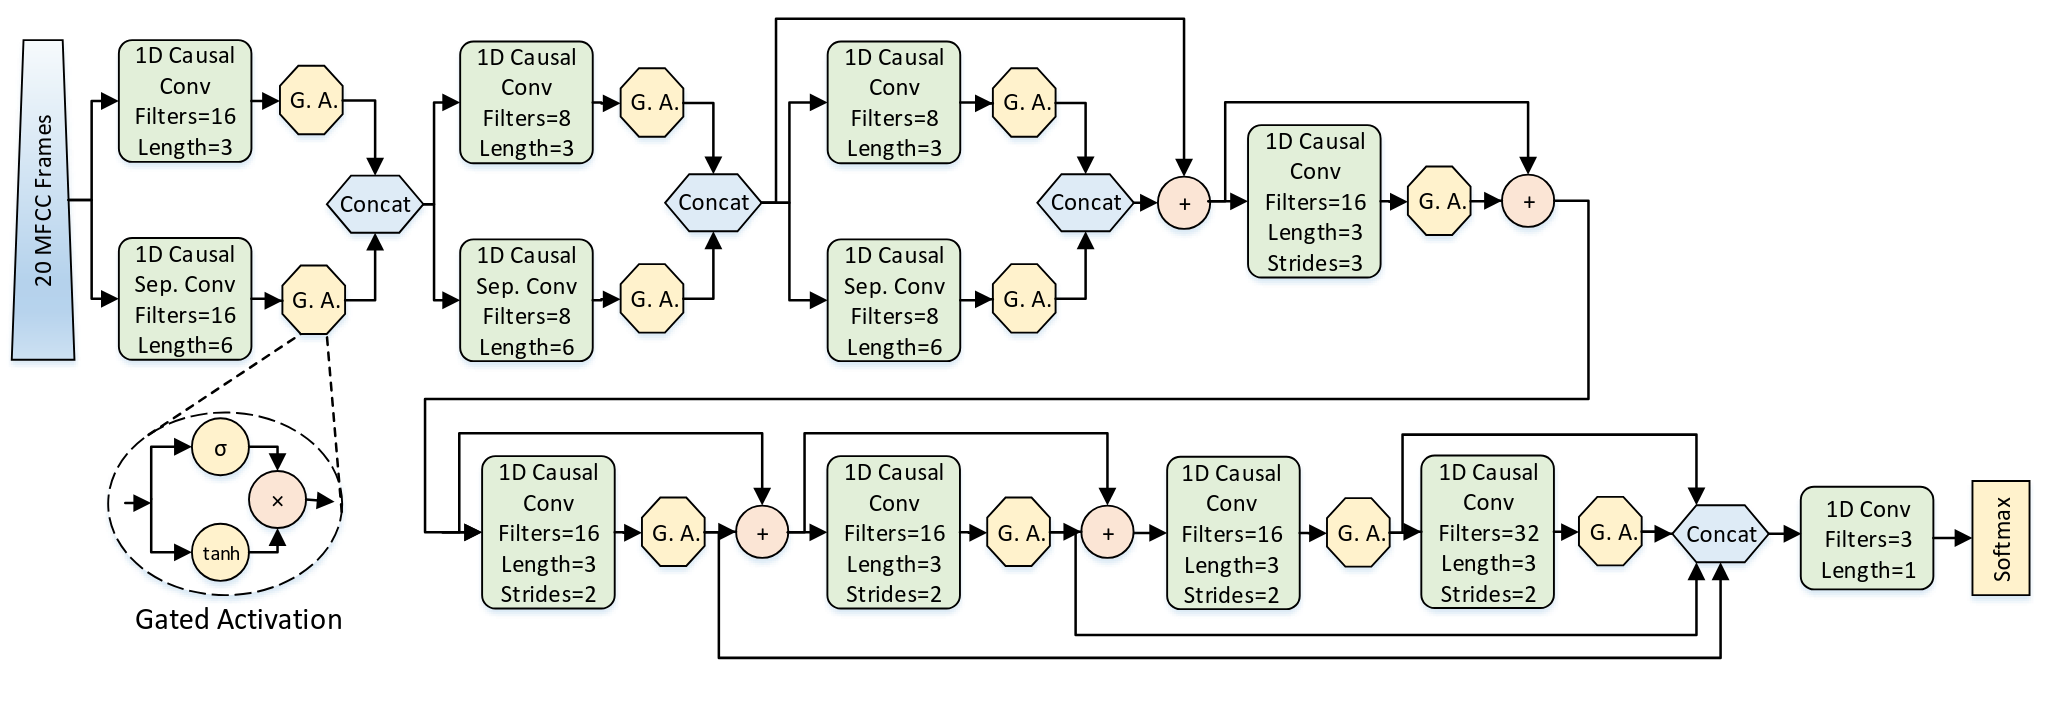 20 MFCC Frames
1D Causal
Conv
Filters=16
Length=3
G. A.
1D Causal
Sep. Conv
Filters=16
Length=6
G. A.
Concat
1D Causal
Conv
Filters=8
Length=3
G. A.
1D Causal
Sep. Conv
Filters=8
Length=6
G. A.
Concat
1D Causal
Conv
Filters=8
Length=3
G. A.
1D Causal
Sep. Conv
Filters=8
Length=6
G. A.
Concat
+
1D Causal
Conv
Filters=16
Length=3
Strides=3
G. A.
+
σ
×
tanh
Gated Activation
1D Causal
Conv
Filters=16
Length=3
Strides=2
G. A.
+
1D Causal
Conv
Filters=16
Length=3
Strides=2
G. A.
+
1D Causal
Conv
Filters=16
Length=3
Strides=2
G. A.
1D Causal
Conv
Filters=32
Length=3
Strides=2
G. A.
Concat
1D Conv
Filters=3
Length=1
Softmax